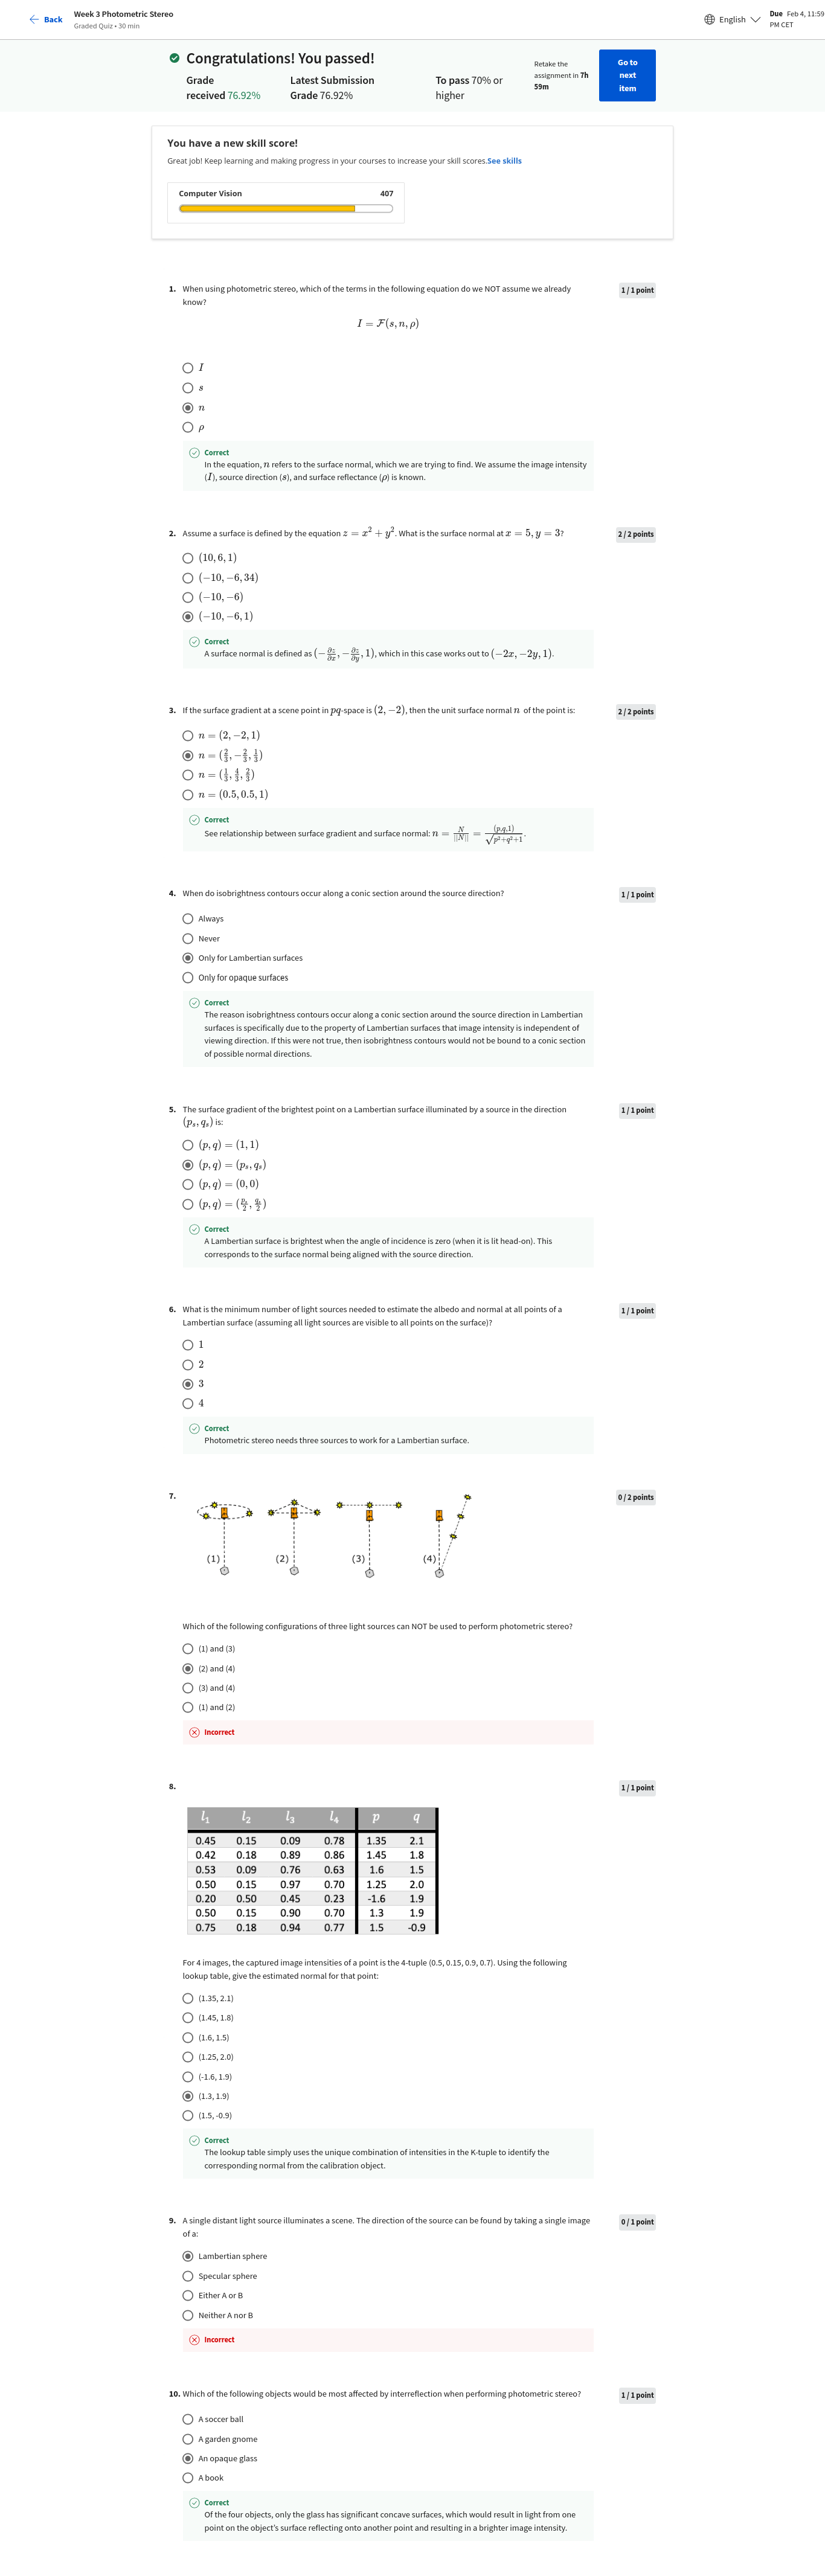 Back
Week 3 Photometric Stereo
Graded Quiz • 30 min
English
Due Feb 4, 11:59
PM CET
Congratulations! You passed!
Grade
received 76.92%
Latest Submission
Grade 76.92%
To pass 70% or
higher
Retake the
assignment in 7h
59m
Go to
next
item
You have a new skill score!
Great job! Keep learning and making progress in your courses to increase your skill scores.See skills
Computer Vision 407
1. When using photometric stereo, which of the terms in the following equation do we NOT assume we already
know?
1 / 1 point
I = F(s, n, ρ)
I
s
n
ρ
Correct
In the equation, n refers to the surface normal, which we are trying to find. We assume the image intensity
(I), source direction (s), and surface reflectance (ρ) is known.
2. Assume a surface is defined by the equation z = x² + y². What is the surface normal at x = 5, y = 3?
2 / 2 points
(10, 6, 1)
(−10, −6, 34)
(−10, −6)
(−10, −6, 1)
Correct
A surface normal is defined as (−∂z/∂x, −∂z/∂y, 1), which in this case works out to (−2x, −2y, 1).
3. If the surface gradient at a scene point in pq-space is (2, −2), then the unit surface normal n of the point is:
2 / 2 points
n = (2, −2, 1)
n = (2/3, −2/3, 1/3)
n = (1/3, 4/3, 2/3)
n = (0.5, 0.5, 1)
Correct
See relationship between surface gradient and surface normal: n = N/||N|| = (p,q,1)/√p²+q²+1.
4. When do isobrightness contours occur along a conic section around the source direction?
1 / 1 point
Always
Never
Only for Lambertian surfaces
Only for opaque surfaces
Correct
The reason isobrightness contours occur along a conic section around the source direction in Lambertian
surfaces is specifically due to the property of Lambertian surfaces that image intensity is independent of
viewing direction. If this were not true, then isobrightness contours would not be bound to a conic section
of possible normal directions.
5. The surface gradient of the brightest point on a Lambertian surface illuminated by a source in the direction
(pₛ, qₛ) is:
1 / 1 point
(p, q) = (1, 1)
(p, q) = (pₛ, qₛ)
(p, q) = (0, 0)
(p, q) = (pₛ/2, qₛ/2)
Correct
A Lambertian surface is brightest when the angle of incidence is zero (when it is lit head-on). This
corresponds to the surface normal being aligned with the source direction.
6. What is the minimum number of light sources needed to estimate the albedo and normal at all points of a
Lambertian surface (assuming all light sources are visible to all points on the surface)?
1 / 1 point
1
2
3
4
Correct
Photometric stereo needs three sources to work for a Lambertian surface.
7.
0 / 2 points
(1) (2) (3) (4)
Which of the following configurations of three light sources can NOT be used to perform photometric stereo?
(1) and (3)
(2) and (4)
(3) and (4)
(1) and (2)
Incorrect
8.
1 / 1 point
l₁ l₂ l₃ l₄ p q
0.45 0.15 0.09 0.78 1.35 2.1
0.42 0.18 0.89 0.86 1.45 1.8
0.53 0.09 0.76 0.63 1.6 1.5
0.50 0.15 0.97 0.70 1.25 2.0
0.20 0.50 0.45 0.23 -1.6 1.9
0.50 0.15 0.90 0.70 1.3 1.9
0.75 0.18 0.94 0.77 1.5 -0.9
For 4 images, the captured image intensities of a point is the 4-tuple (0.5, 0.15, 0.9, 0.7). Using the following
lookup table, give the estimated normal for that point:
(1.35, 2.1)
(1.45, 1.8)
(1.6, 1.5)
(1.25, 2.0)
(-1.6, 1.9)
(1.3, 1.9)
(1.5, -0.9)
Correct
The lookup table simply uses the unique combination of intensities in the K-tuple to identify the
corresponding normal from the calibration object.
9. A single distant light source illuminates a scene. The direction of the source can be found by taking a single image
of a:
0 / 1 point
Lambertian sphere
Specular sphere
Either A or B
Neither A nor B
Incorrect
10. Which of the following objects would be most affected by interreflection when performing photometric stereo?
1 / 1 point
A soccer ball
A garden gnome
An opaque glass
A book
Correct
Of the four objects, only the glass has significant concave surfaces, which would result in light from one
point on the object's surface reflecting onto another point and resulting in a brighter image intensity.